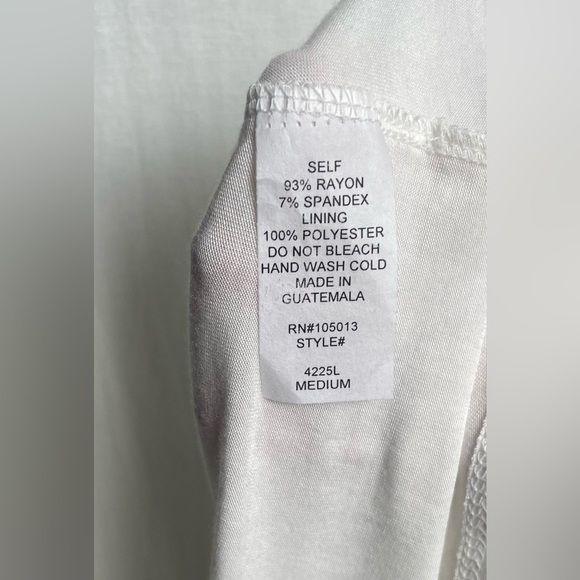 SELF
93% RAYON
7% SPANDEX
LINING
100% POLYESTER
DO NOT BLEACH
HAND WASH COLD
MADE IN
GUATEMALA
RN#105013
STYLE#
4225L
MEDIUM